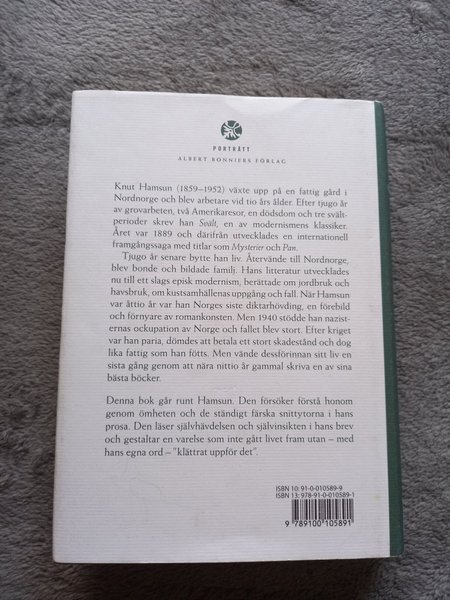 PORTRÄTT
ALBERT BONNIERS FÖRLAG
Knut Hamsun (1859–1952) växte upp på en fattig gård i
Nordnorge och blev arbetare vid tio års ålder. Efter tjugo år
av grovarbeten, två Amerikaresor, en dödsdom och tre svält-
perioder skrev han Svält, en av modernismens klassiker.
Året var 1889 och därifrån utvecklades en internationell
framgångssaga med titlar som Mysterier och Pan.
Tjugo år senare bytte han liv. Återvände till Nordnorge,
blev bonde och bildade familj. Hans litteratur utvecklades
nu till ett slags episk modernism, berättade om jordbruk och
havsbruk, om kustsamhällenas uppgång och fall. När Hamsun
var åttio år var han Norges siste diktarhövding, en förebild
och förnyare av romankonsten. Men 1940 stödde han nazist-
ernas ockupation av Norge och fallet blev stort. Efter kriget
var han paria, dömdes att betala ett stort skadestånd och dog
lika fattig som han fötts. Men vände dessförinnan sitt liv en
sista gång genom att nära nittio år gammal skriva en av sina
bästa böcker.
Denna bok går runt Hamsun. Den försöker förstå honom
genom ömheten och de ständigt färska snittytorna i hans
prosa. Den läser självhävdelsen och självinsikten i hans brev
och gestaltar en varelse som inte gått livet fram utan – med
hans egna ord – "klättrat uppför det".
ISBN 10: 91-0-010589-9
ISBN 13: 978-91-0-010589-1
9 789100 105891